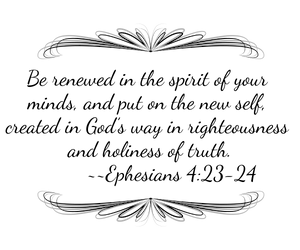 Be renewed in the spirit of your
minds, and put on the new self,
created in God's way in righteousness
and holiness of truth.
~~Ephesians 4:23-24